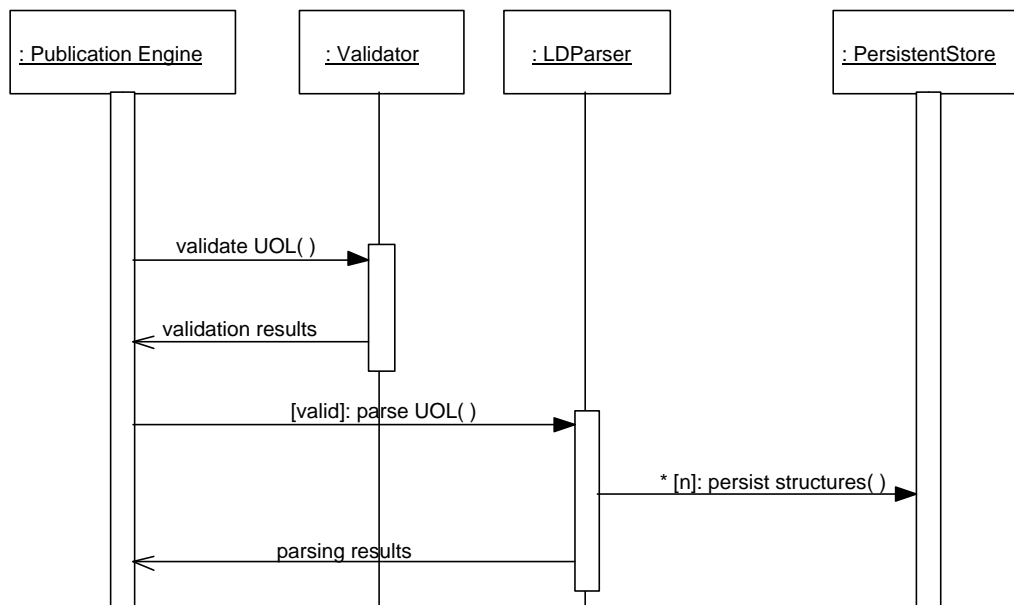 : Publication Engine
: Validator
: LDParser
: PersistentStore
validate UOL( )
validation results
[valid]: parse UOL( )
* [n]: persist structures( )
parsing results